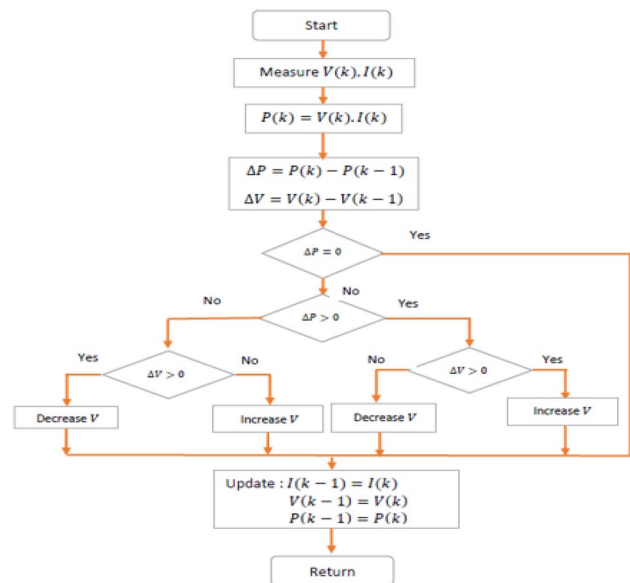 Start
Measure V(k).I(k)
P(k) = V(k).I(k)
ΔP = P(k) − P(k − 1)
ΔV = V(k) − V(k − 1)
Yes
ΔP = 0
No
No
Yes
ΔP > 0
Yes
ΔV > 0
No
No
ΔV > 0
Yes
Decrease V
Increase V
Decrease V
Increase V
Update : I(k − 1) = I(k)
V(k − 1) = V(k)
P(k − 1) = P(k)
Return